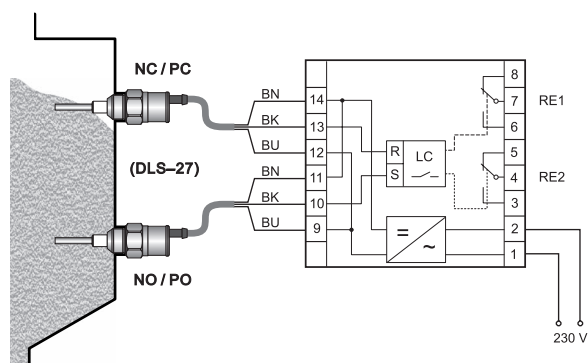 NC / PC
BN
BK
BU
(DLS–27)
BN
BK
BU
NO / PO
14
13
12
11
10
9
R
S
LC
=
~
8
7
6
5
4
3
2
1
RE1
RE2
230 V